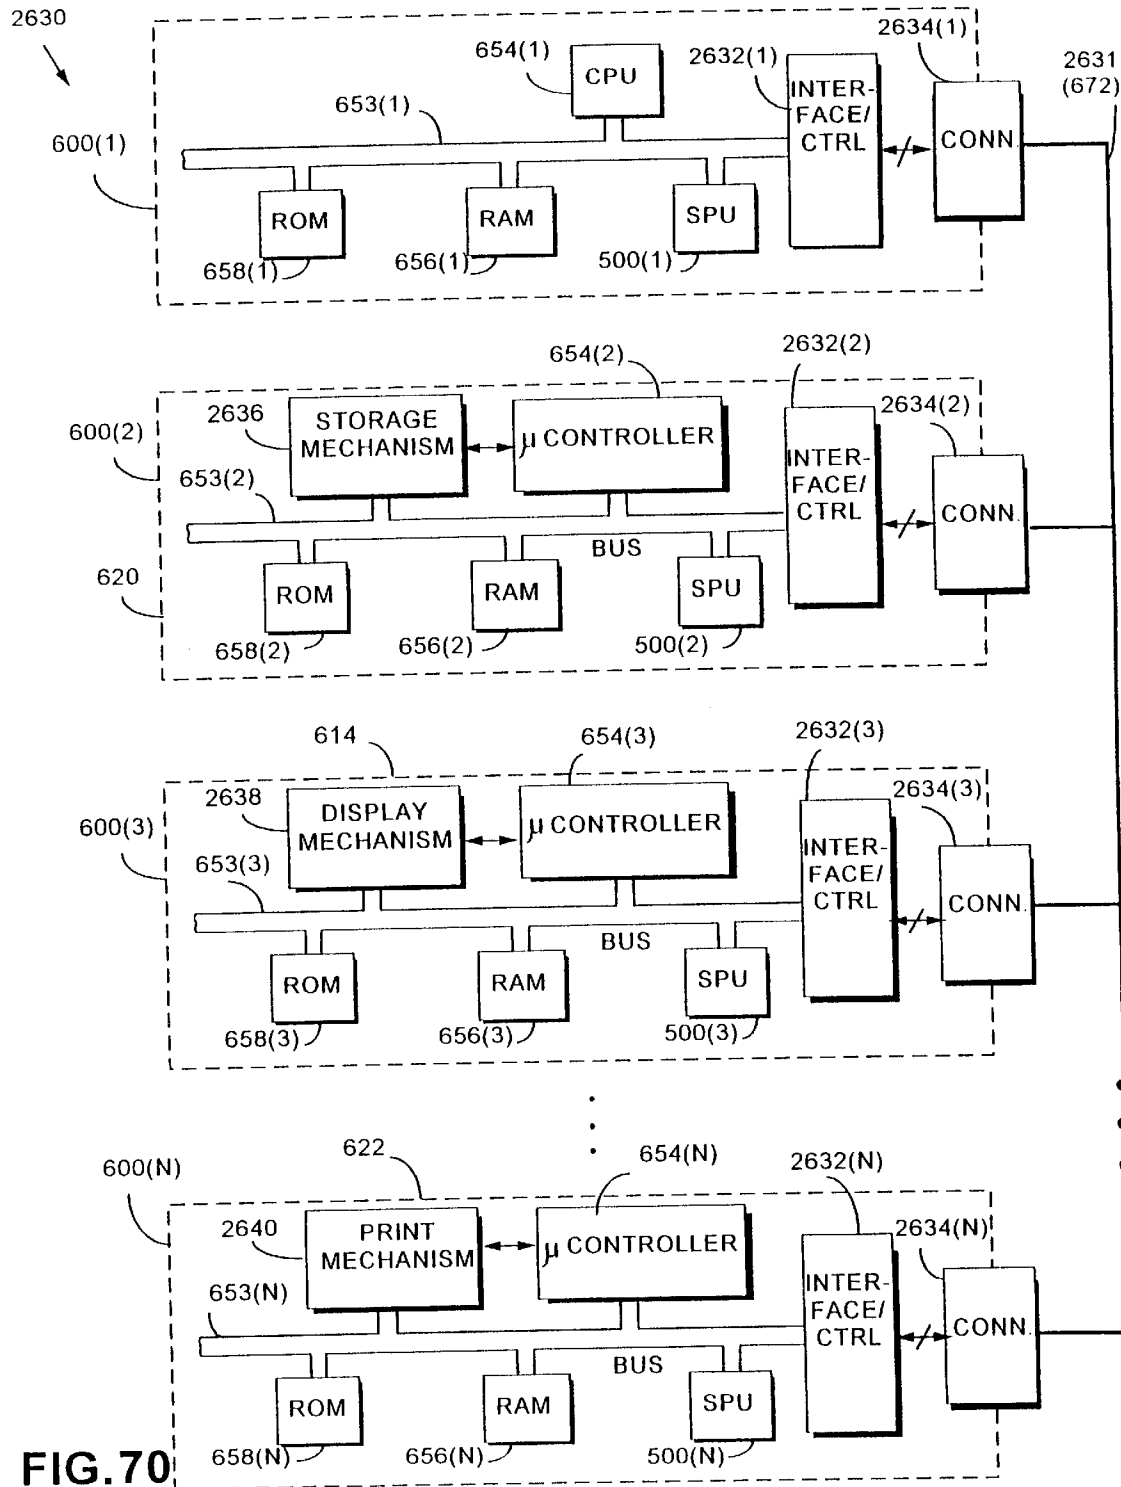 2630
600(1)
653(1)
654(1)
CPU
2632(1)
INTER-
FACE/
CTRL
2634(1)
CONN.
2631
(672)
ROM
658(1)
RAM
656(1)
SPU
500(1)
600(2)
2636
STORAGE
MECHANISM
654(2)
μ CONTROLLER
2632(2)
INTER-
FACE/
CTRL
2634(2)
CONN.
653(2)
BUS
620
ROM
658(2)
RAM
656(2)
SPU
500(2)
614
600(3)
2638
DISPLAY
MECHANISM
654(3)
μ CONTROLLER
2632(3)
INTER-
FACE/
CTRL
2634(3)
CONN.
653(3)
BUS
ROM
658(3)
RAM
656(3)
SPU
500(3)
622
600(N)
2640
PRINT
MECHANISM
654(N)
μ CONTROLLER
2632(N)
INTER-
FACE/
CTRL
2634(N)
CONN.
653(N)
BUS
ROM
658(N)
RAM
656(N)
SPU
500(N)
FIG.70